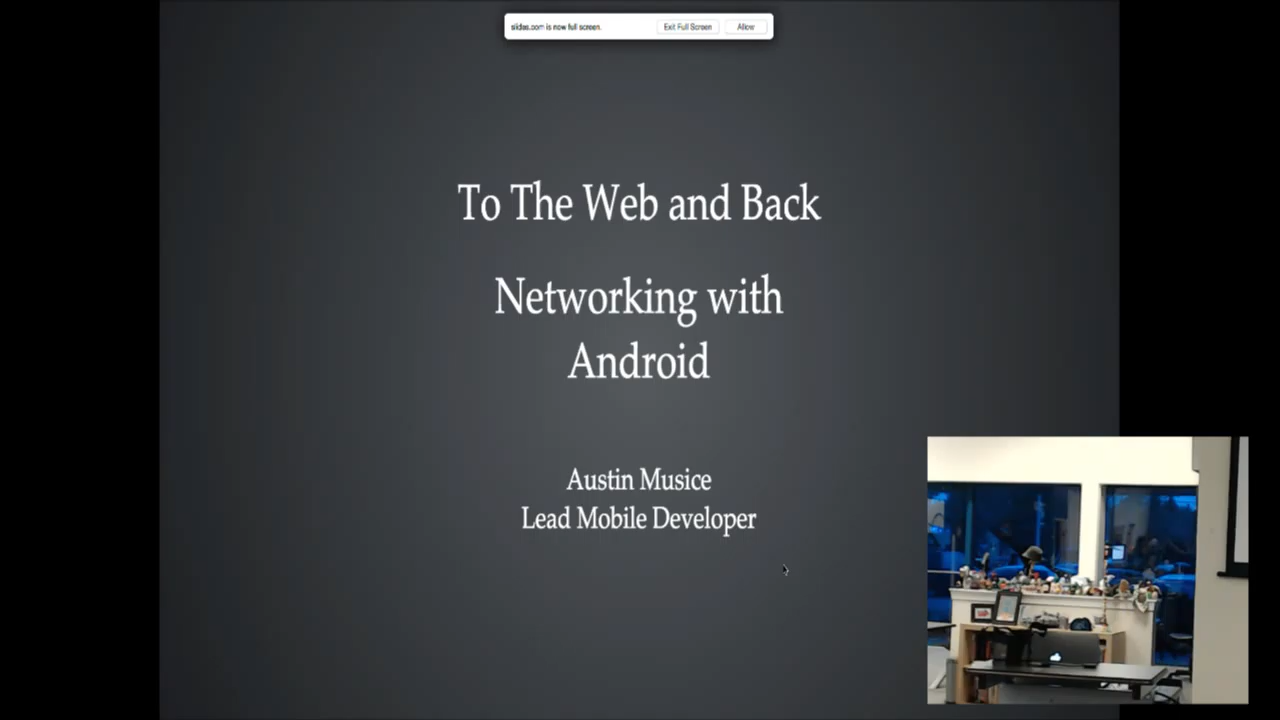 slides.com is now full screen. Exit Full Screen Allow
To The Web and Back
Networking with
Android
Austin Musice
Lead Mobile Developer